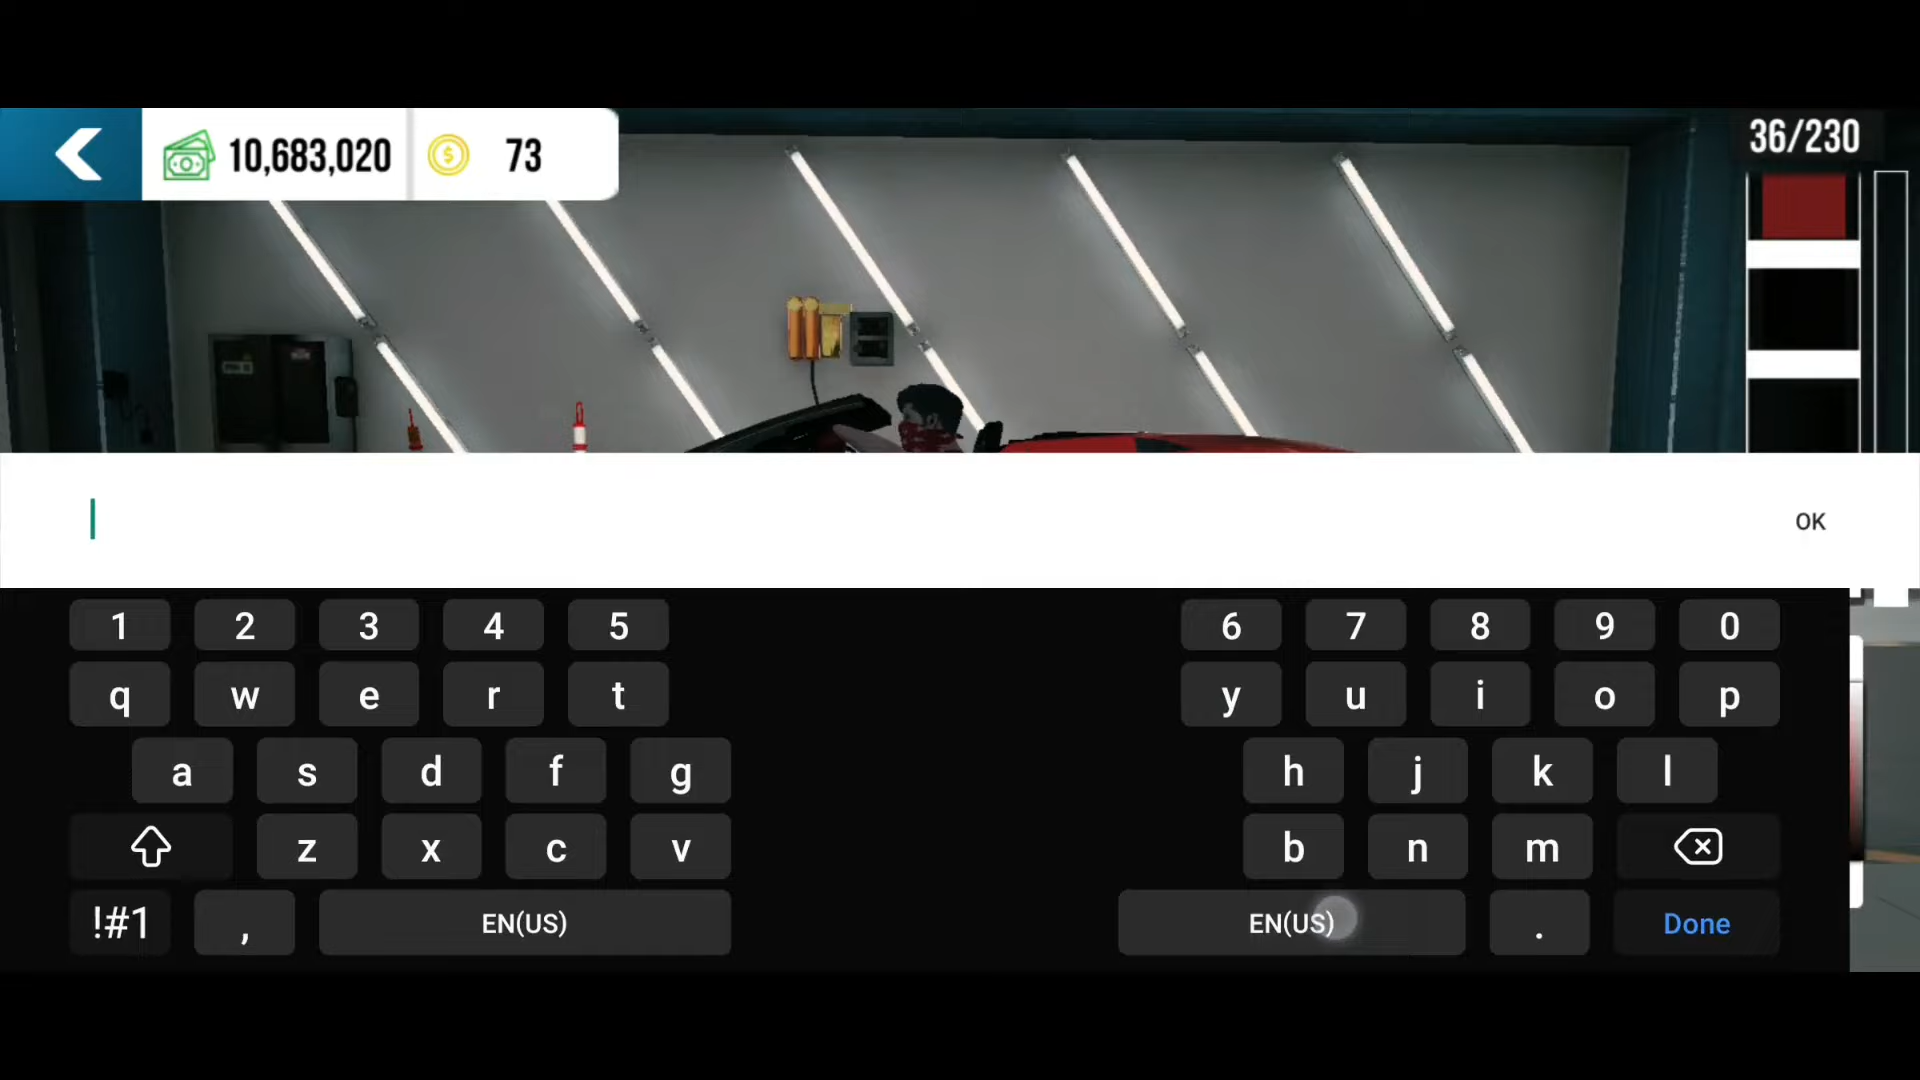 10,683,020 73
36/230
OK
1 2 3 4 5 6 7 8 9 0
q w e r t y u i o p
a s d f g h j k l
z x c v b n m
!#1 , EN(US) EN(US) . Done